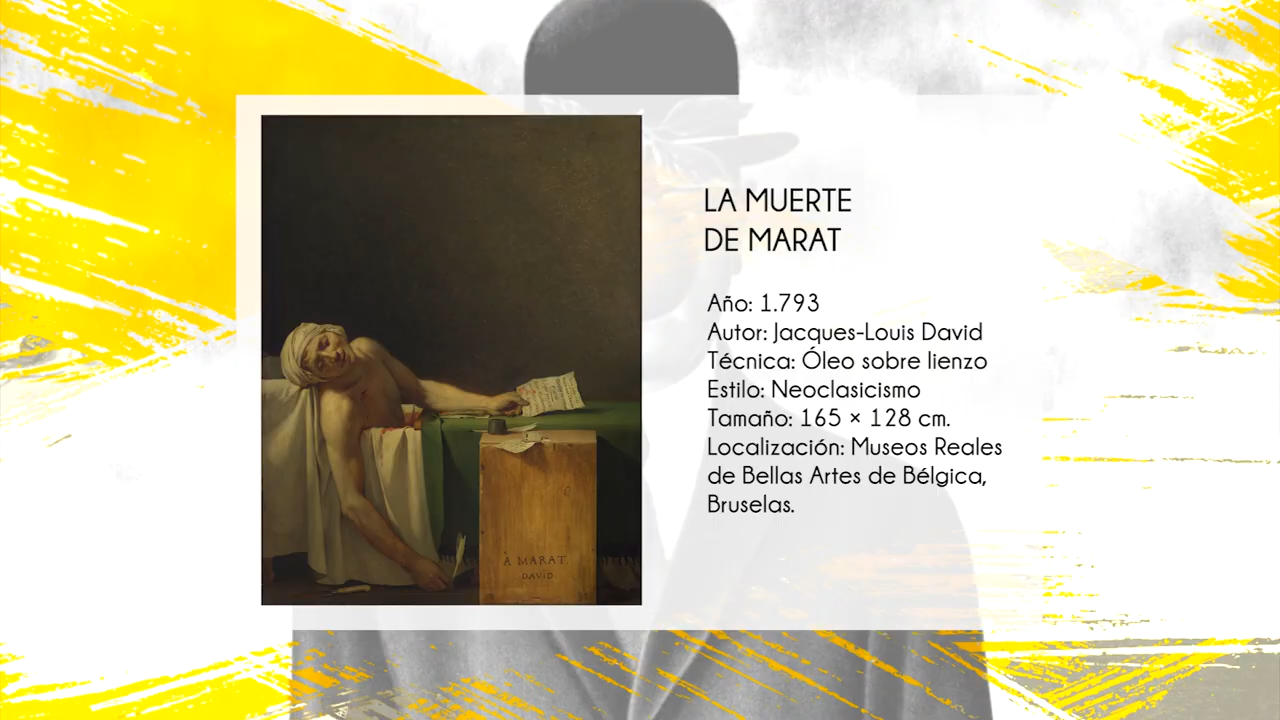 LA MUERTE
DE MARAT
Año: 1.793
Autor: Jacques-Louis David
Técnica: Óleo sobre lienzo
Estilo: Neoclasicismo
Tamaño: 165 × 128 cm.
Localización: Museos Reales
de Bellas Artes de Bélgica,
Bruselas.
À MARAT.
DAVID.